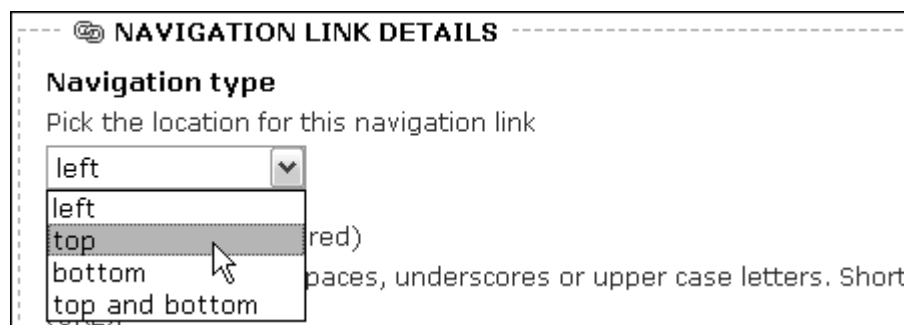 NAVIGATION LINK DETAILS
Navigation type
Pick the location for this navigation link
left
left
top
red)
bottom
paces, underscores or upper case letters. Short
top and bottom